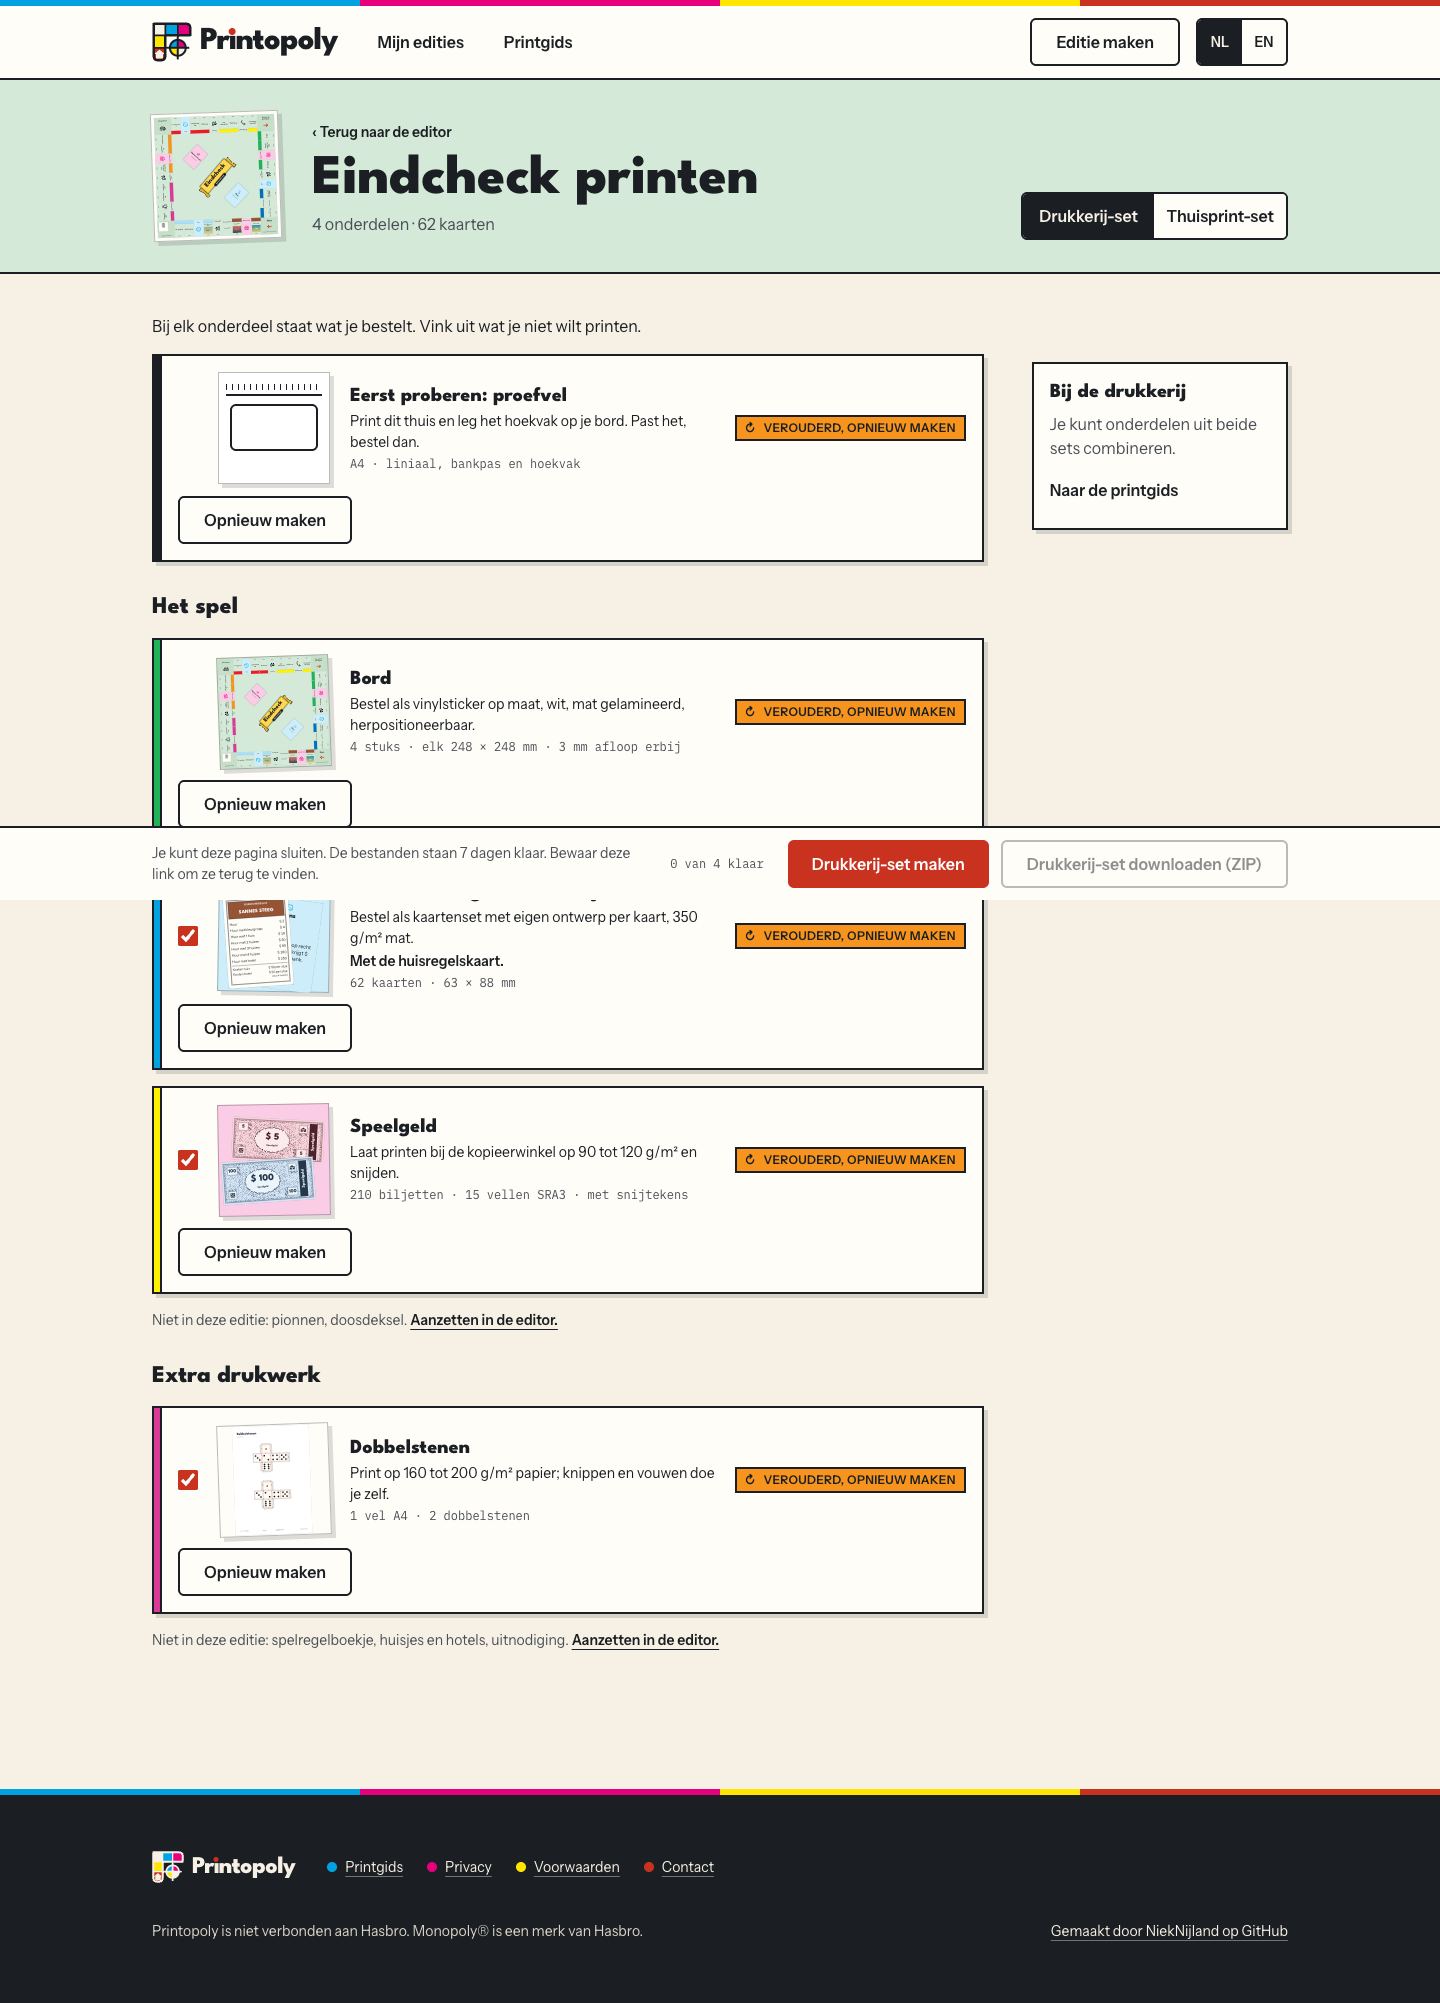 Printopoly
Mijn edities
Printgids
Editie maken
NL
EN
‹ Terug naar de editor
Eindcheck printen
4 onderdelen · 62 kaarten
Drukkerij-set
Thuisprint-set
Bij elk onderdeel staat wat je bestelt. Vink uit wat je niet wilt printen.
Eerst proberen: proefvel
Print dit thuis en leg het hoekvak op je bord. Past het,
bestel dan.
A4 · liniaal, bankpas en hoekvak
VEROUDERD, OPNIEUW MAKEN
Opnieuw maken
Bij de drukkerij
Je kunt onderdelen uit beide
sets combineren.
Naar de printgids
Het spel
Eindcheck
Bord
Bestel als vinylsticker op maat, wit, mat gelamineerd,
herpositioneerbaar.
4 stuks · elk 248 × 248 mm · 3 mm afloop erbij
VEROUDERD, OPNIEUW MAKEN
Opnieuw maken
Je kunt deze pagina sluiten. De bestanden staan 7 dagen klaar. Bewaar deze
link om ze terug te vinden.
0 van 4 klaar
Drukkerij-set maken
Drukkerij-set downloaden (ZIP)
SANNES STEEG
Bestel als kaartenset met eigen ontwerp per kaart, 350
g/m² mat.
Met de huisregelskaart.
62 kaarten · 63 × 88 mm
VEROUDERD, OPNIEUW MAKEN
Opnieuw maken
$ 5
100
$ 100
Speelgeld
Laat printen bij de kopieerwinkel op 90 tot 120 g/m² en
snijden.
210 biljetten · 15 vellen SRA3 · met snijtekens
VEROUDERD, OPNIEUW MAKEN
Opnieuw maken
Niet in deze editie: pionnen, doosdeksel. Aanzetten in de editor.
Extra drukwerk
Dobbelstenen
Print op 160 tot 200 g/m² papier; knippen en vouwen doe
je zelf.
1 vel A4 · 2 dobbelstenen
VEROUDERD, OPNIEUW MAKEN
Opnieuw maken
Niet in deze editie: spelregelboekje, huisjes en hotels, uitnodiging. Aanzetten in de editor.
Printopoly
Printgids
Privacy
Voorwaarden
Contact
Printopoly is niet verbonden aan Hasbro. Monopoly® is een merk van Hasbro.
Gemaakt door NiekNijland op GitHub